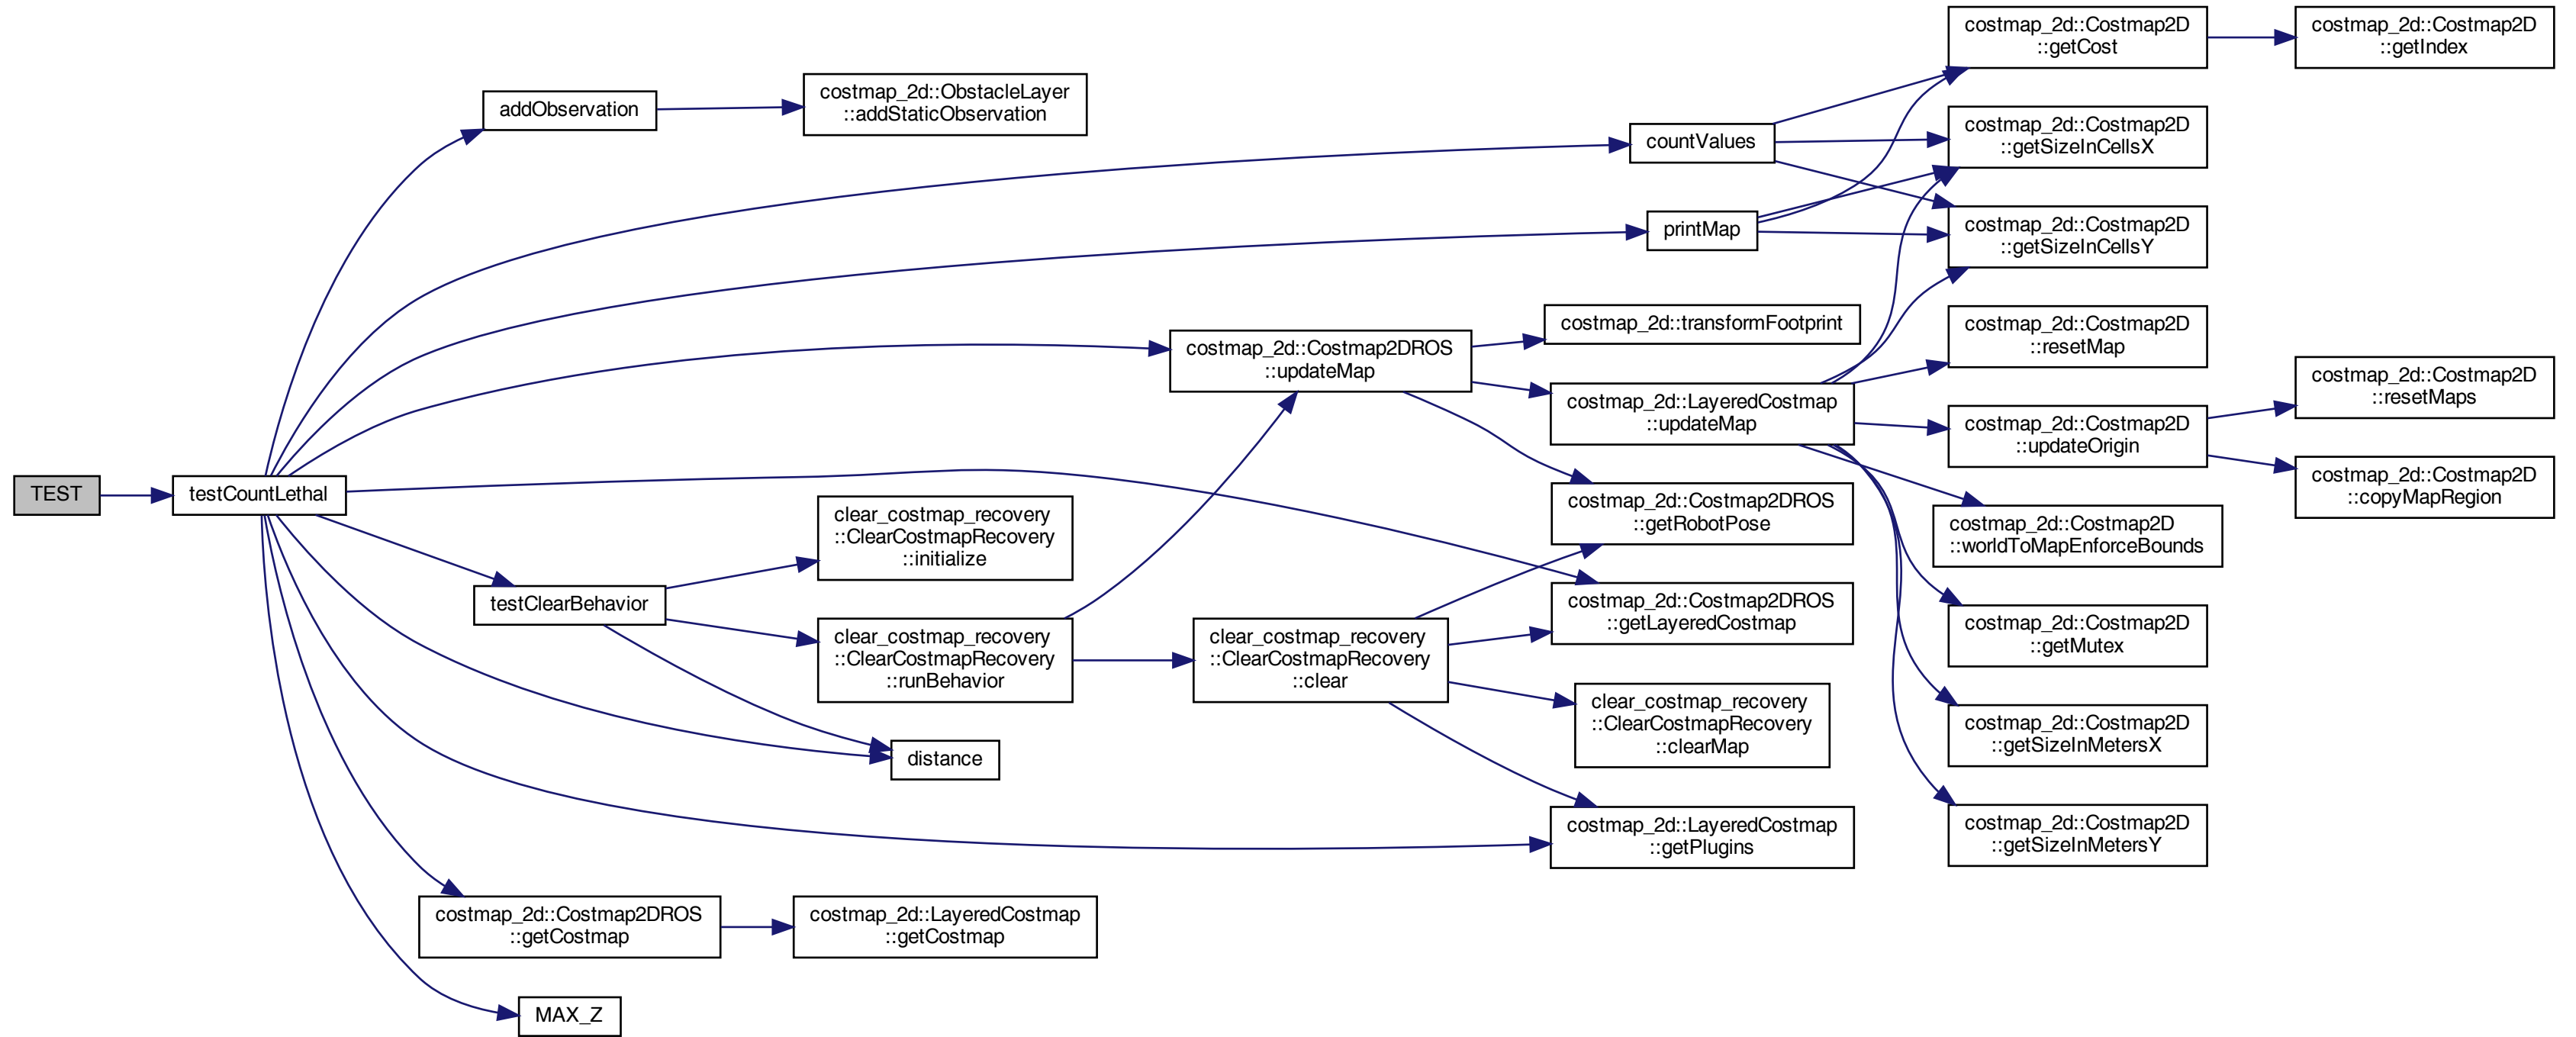 TEST
testCountLethal
addObservation
costmap_2d::ObstacleLayer
::addStaticObservation
countValues
printMap
costmap_2d::Costmap2D
::getCost
costmap_2d::Costmap2D
::getIndex
costmap_2d::Costmap2D
::getSizeInCellsX
costmap_2d::Costmap2D
::getSizeInCellsY
costmap_2d::Costmap2DROS
::updateMap
costmap_2d::transformFootprint
costmap_2d::LayeredCostmap
::updateMap
costmap_2d::Costmap2D
::resetMap
costmap_2d::Costmap2D
::updateOrigin
costmap_2d::Costmap2D
::resetMaps
costmap_2d::Costmap2D
::copyMapRegion
costmap_2d::Costmap2D
::worldToMapEnforceBounds
costmap_2d::Costmap2D
::getMutex
costmap_2d::Costmap2D
::getSizeInMetersX
costmap_2d::Costmap2D
::getSizeInMetersY
costmap_2d::Costmap2DROS
::getRobotPose
costmap_2d::Costmap2DROS
::getLayeredCostmap
testClearBehavior
clear_costmap_recovery
::ClearCostmapRecovery
::initialize
clear_costmap_recovery
::ClearCostmapRecovery
::runBehavior
clear_costmap_recovery
::ClearCostmapRecovery
::clear
clear_costmap_recovery
::ClearCostmapRecovery
::clearMap
distance
costmap_2d::LayeredCostmap
::getPlugins
costmap_2d::Costmap2DROS
::getCostmap
costmap_2d::LayeredCostmap
::getCostmap
MAX_Z